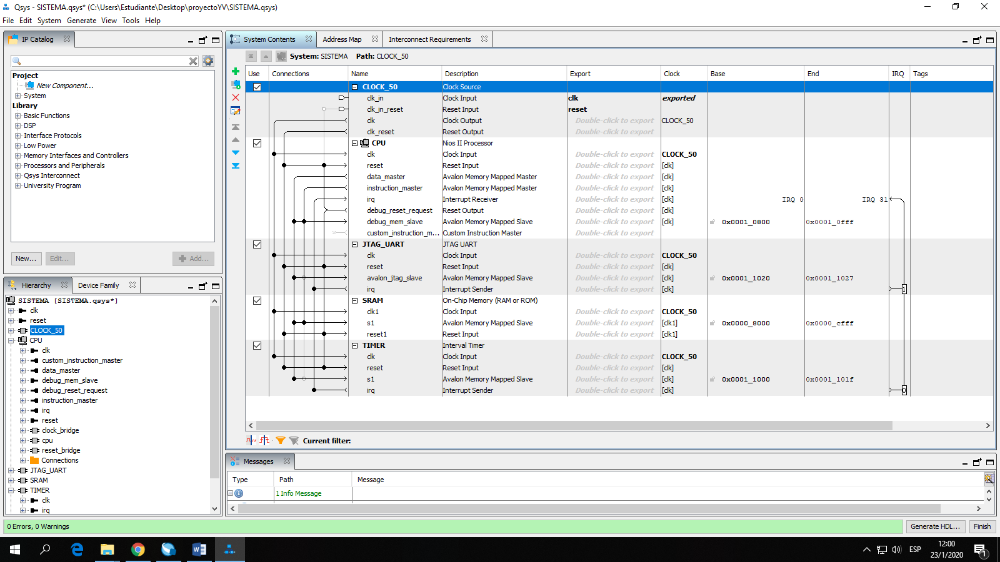 Qsys - SISTEMA.qsys* (C:\Users\Estudiante\Desktop\proyectoYV\SISTEMA.qsys)
File Edit System Generate View Tools Help
IP Catalog
Project
New Component...
System
Library
Basic Functions
DSP
Interface Protocols
Low Power
Memory Interfaces and Controllers
Processors and Peripherals
Qsys Interconnect
University Program
New... Edit... Add...
Hierarchy Device Family
SISTEMA [SISTEMA.qsys*]
clk
reset
CLOCK_50
CPU
clk
custom_instruction_master
data_master
debug_mem_slave
debug_reset_request
instruction_master
irq
reset
clock_bridge
cpu
reset_bridge
Connections
JTAG_UART
SRAM
TIMER
clk
irq
System Contents Address Map Interconnect Requirements
System: SISTEMA Path: CLOCK_50
Use Connections Name Description Export Clock Base End IRQ Tags
CLOCK_50 Clock Source
clk_in Clock Input clk exported
clk_in_reset Reset Input reset
clk Clock Output Double-click to export CLOCK_50
clk_reset Reset Output Double-click to export
CPU Nios II Processor
clk Clock Input Double-click to export CLOCK_50
reset Reset Input Double-click to export [clk]
data_master Avalon Memory Mapped Master Double-click to export [clk]
instruction_master Avalon Memory Mapped Master Double-click to export [clk]
irq Interrupt Receiver Double-click to export [clk] IRQ 0 IRQ 31
debug_reset_request Reset Output Double-click to export [clk]
debug_mem_slave Avalon Memory Mapped Slave Double-click to export [clk] 0x0001_0800 0x0001_0fff
custom_instruction_m... Custom Instruction Master Double-click to export
JTAG_UART JTAG UART
clk Clock Input Double-click to export CLOCK_50
reset Reset Input Double-click to export [clk]
avalon_jtag_slave Avalon Memory Mapped Slave Double-click to export [clk] 0x0001_1020 0x0001_1027
irq Interrupt Sender Double-click to export [clk] 1
SRAM On-Chip Memory (RAM or ROM)
clk1 Clock Input Double-click to export CLOCK_50
s1 Avalon Memory Mapped Slave Double-click to export [clk1] 0x0000_8000 0x0000_cfff
reset1 Reset Input Double-click to export [clk1]
TIMER Interval Timer
clk Clock Input Double-click to export CLOCK_50
reset Reset Input Double-click to export [clk]
s1 Avalon Memory Mapped Slave Double-click to export [clk] 0x0001_1000 0x0001_101f
irq Interrupt Sender Double-click to export [clk] 0
Current filter:
Messages
Type Path Message
1 Info Message
0 Errors, 0 Warnings
Generate HDL... Finish
ESP
12:00
23/1/2020
1